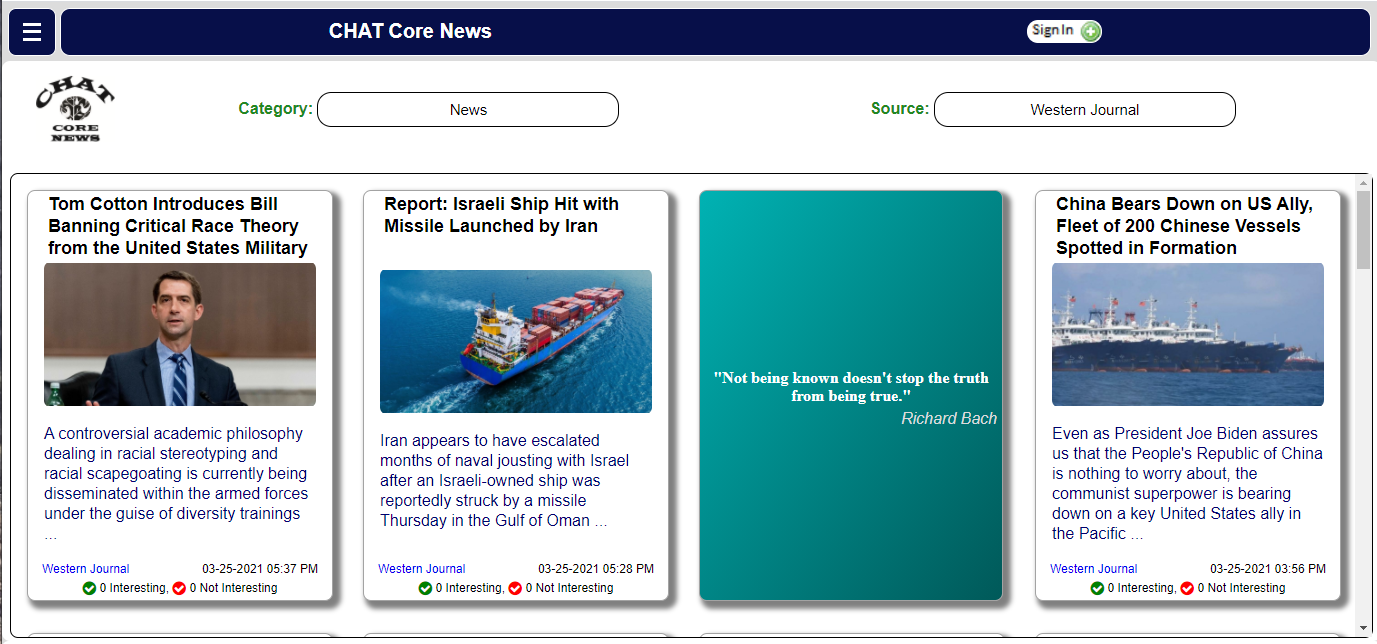 CHAT Core News
Sign In
CHAT
CORE
NEWS
Category: News
Source: Western Journal
Tom Cotton Introduces Bill
Banning Critical Race Theory
from the United States Military
A controversial academic philosophy
dealing in racial stereotyping and
racial scapegoating is currently being
disseminated within the armed forces
under the guise of diversity trainings
...
Western Journal 03-25-2021 05:37 PM
0 Interesting, 0 Not Interesting
Report: Israeli Ship Hit with
Missile Launched by Iran
Iran appears to have escalated
months of naval jousting with Israel
after an Israeli-owned ship was
reportedly struck by a missile
Thursday in the Gulf of Oman ...
Western Journal 03-25-2021 05:28 PM
0 Interesting, 0 Not Interesting
"Not being known doesn't stop the truth
from being true."
Richard Bach
China Bears Down on US Ally,
Fleet of 200 Chinese Vessels
Spotted in Formation
Even as President Joe Biden assures
us that the People's Republic of China
is nothing to worry about, the
communist superpower is bearing
down on a key United States ally in
the Pacific ...
Western Journal 03-25-2021 03:56 PM
0 Interesting, 0 Not Interesting